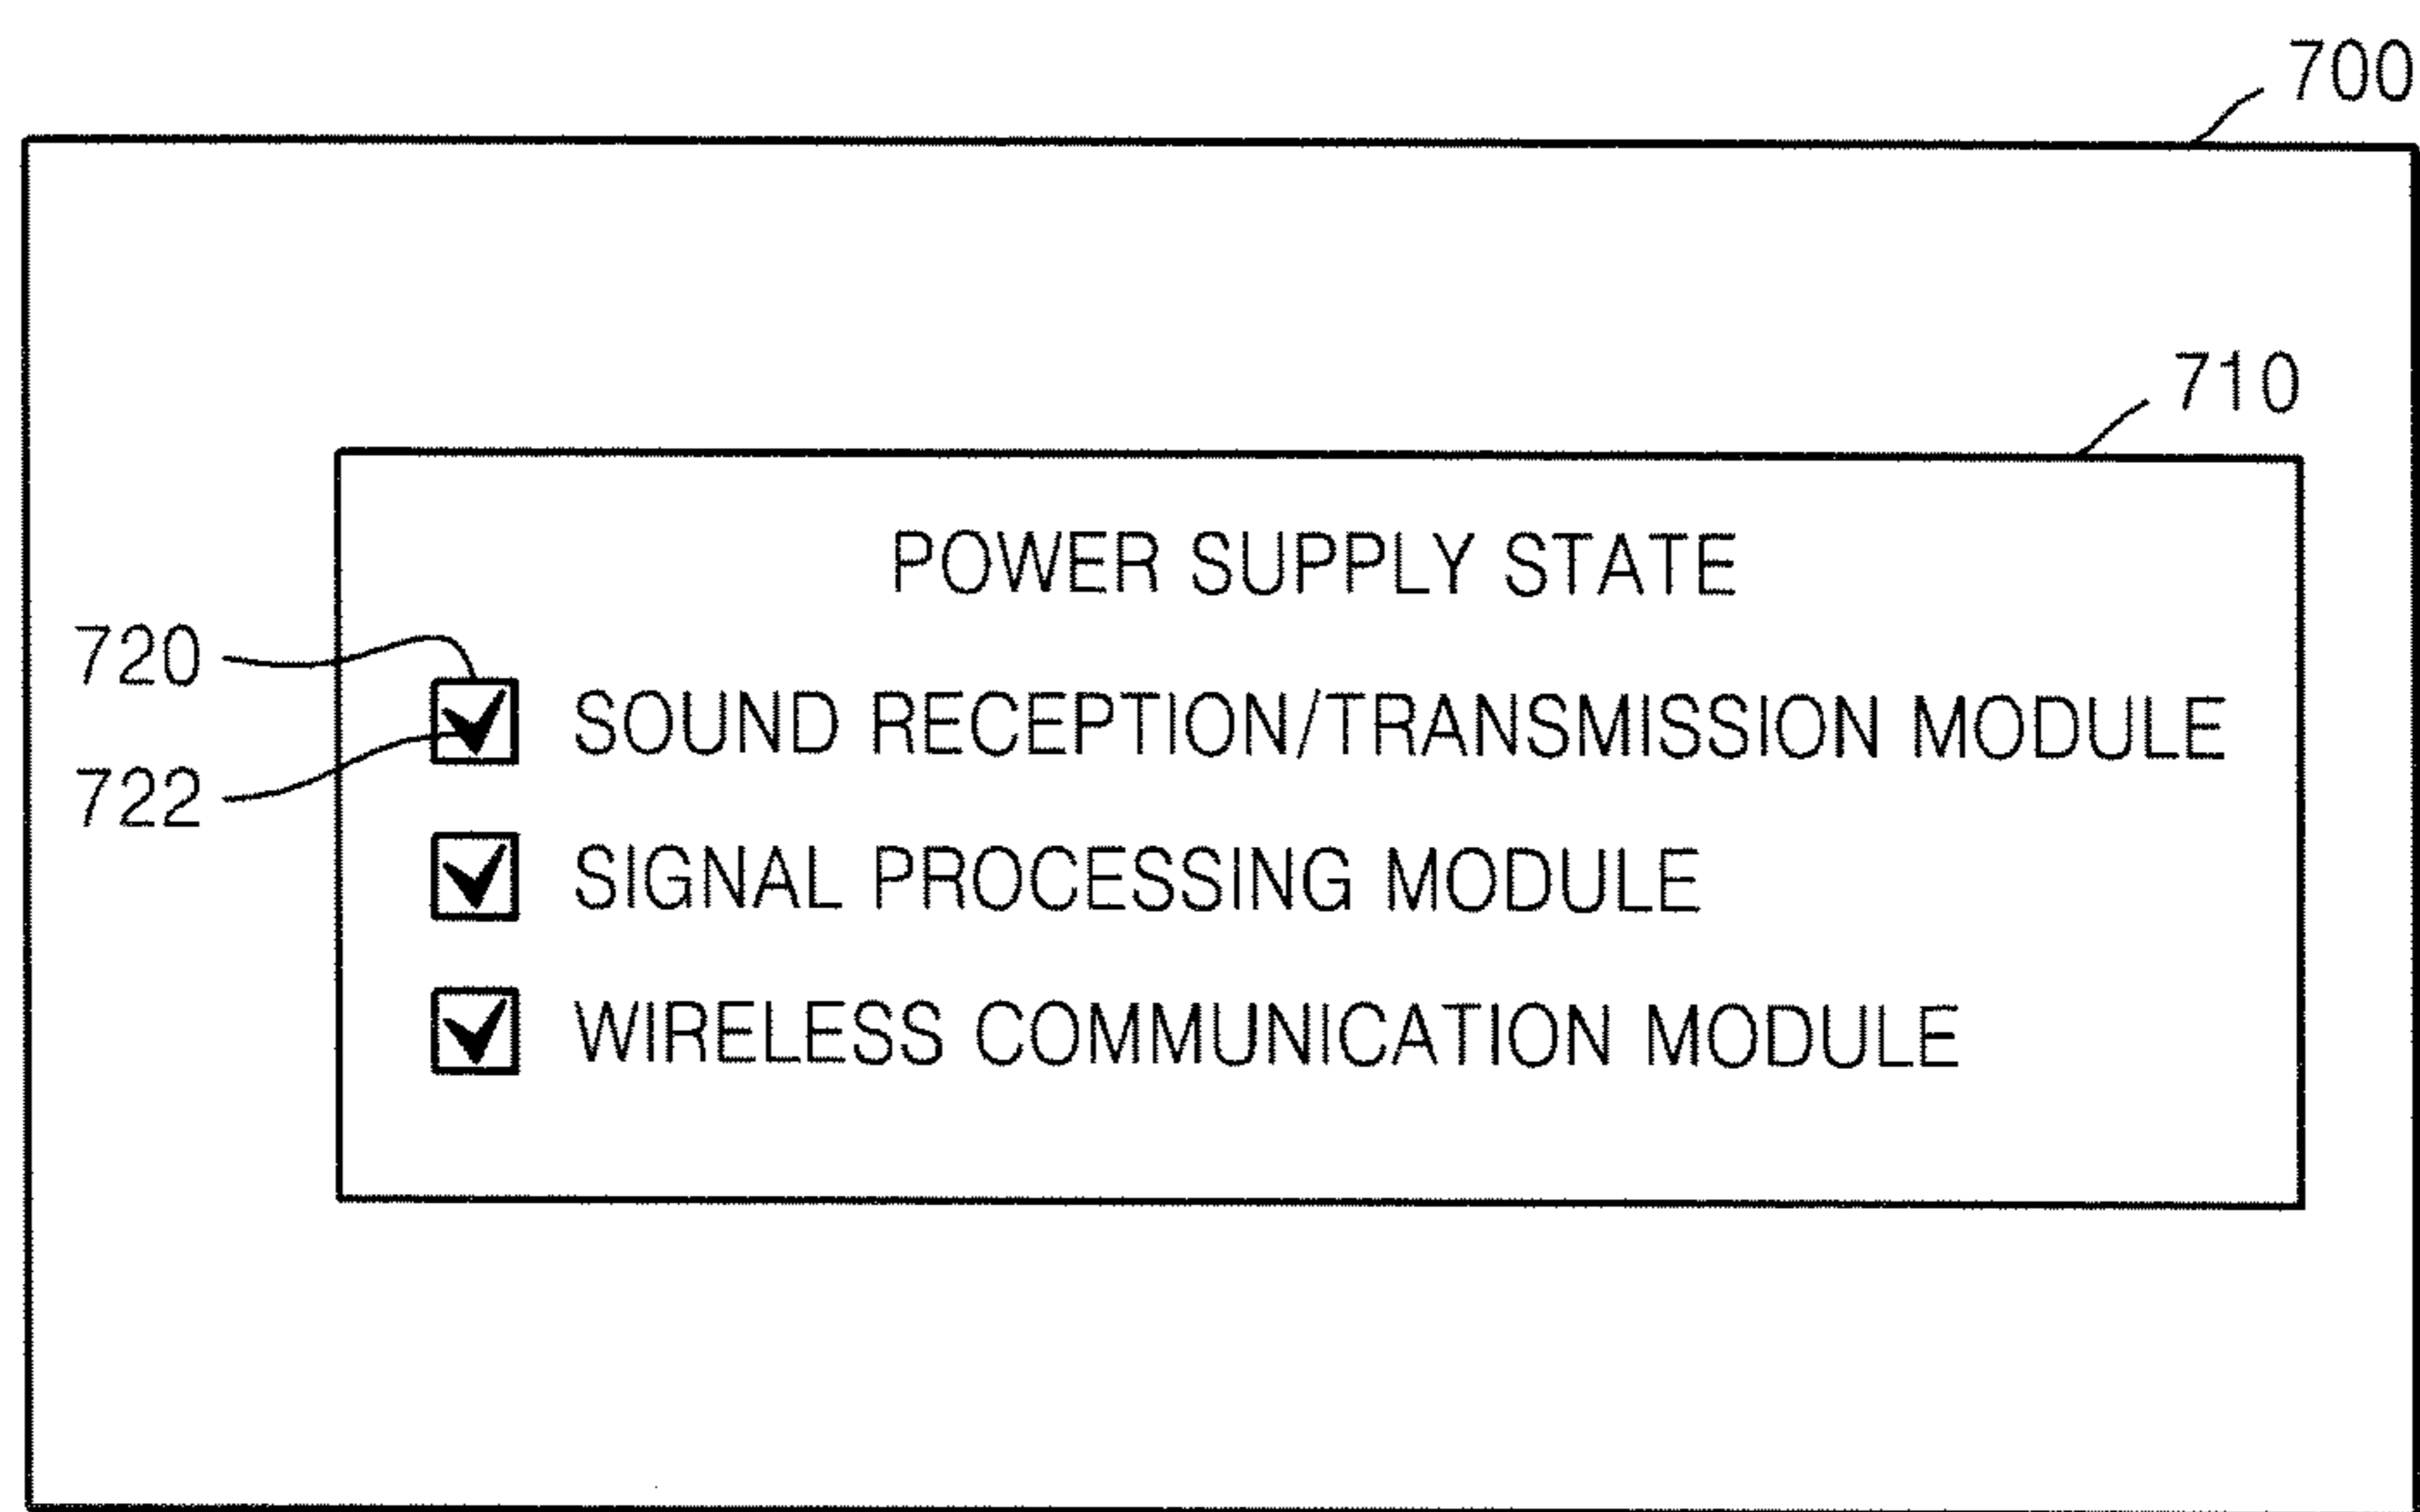 700
710
POWER SUPPLY STATE
720
SOUND RECEPTION/TRANSMISSION MODULE
722
SIGNAL PROCESSING MODULE
WIRELESS COMMUNICATION MODULE